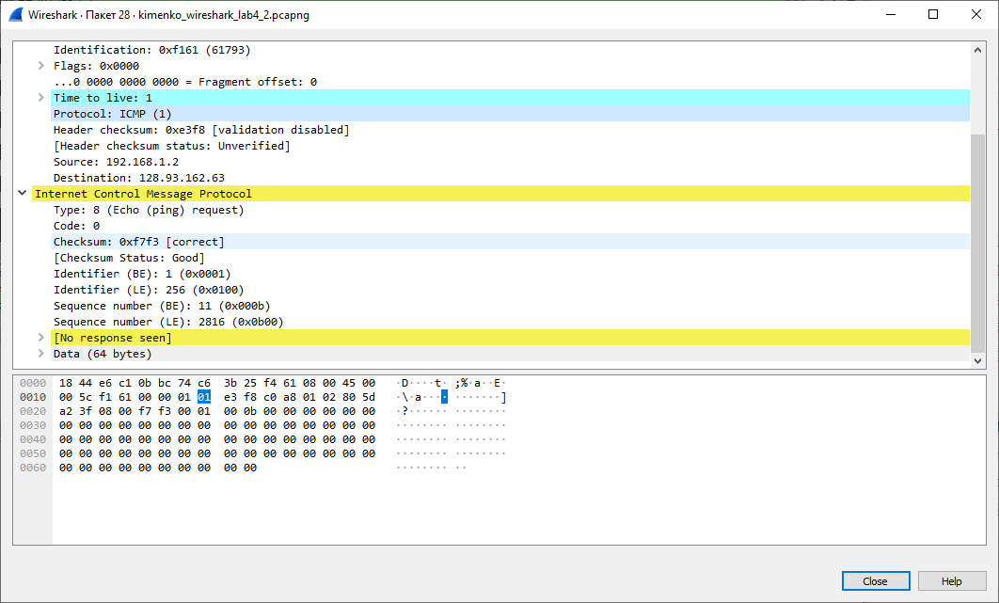 Wireshark · Пакет 28 · kimenko_wireshark_lab4_2.pcapng
Identification: 0xf161 (61793)
Flags: 0x0000
...0 0000 0000 0000 = Fragment offset: 0
Time to live: 1
Protocol: ICMP (1)
Header checksum: 0xe3f8 [validation disabled]
[Header checksum status: Unverified]
Source: 192.168.1.2
Destination: 128.93.162.63
Internet Control Message Protocol
Type: 8 (Echo (ping) request)
Code: 0
Checksum: 0xf7f3 [correct]
[Checksum Status: Good]
Identifier (BE): 1 (0x0001)
Identifier (LE): 256 (0x0100)
Sequence number (BE): 11 (0x000b)
Sequence number (LE): 2816 (0x0b00)
[No response seen]
Data (64 bytes)
0000 18 44 e6 c1 0b bc 74 c6 3b 25 f4 61 08 00 45 00 ·D····t· ;%·a··E·
0010 00 5c f1 61 00 00 01 01 e3 f8 c0 a8 01 02 80 5d ·\·a···· ·······]
0020 a2 3f 08 00 f7 f3 00 01 00 0b 00 00 00 00 00 00 ·?······ ········
0030 00 00 00 00 00 00 00 00 00 00 00 00 00 00 00 00 ········ ········
0040 00 00 00 00 00 00 00 00 00 00 00 00 00 00 00 00 ········ ········
0050 00 00 00 00 00 00 00 00 00 00 00 00 00 00 00 00 ········ ········
0060 00 00 00 00 00 00 00 00 00 00 ········ ··
Close Help